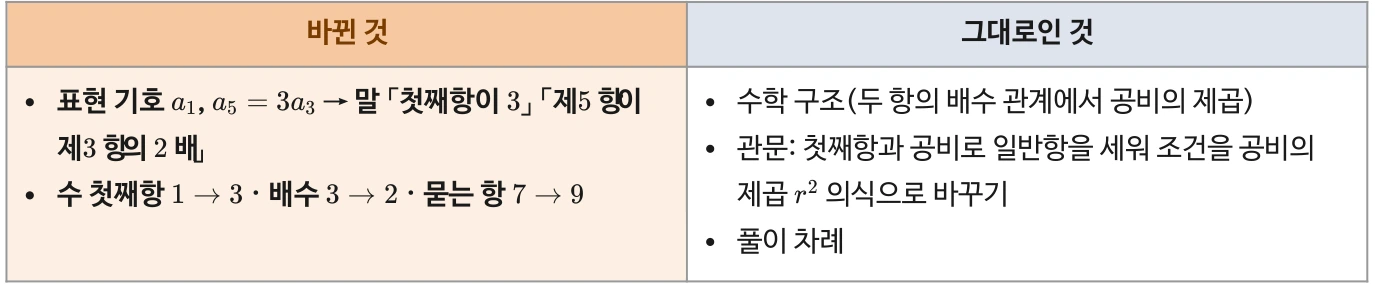 바뀐 것
그대로인 것
• 표현 기호 a₁, a₅ = 3a₃ → 말 「첫째항이 3」 「제5 항이
제3 항의 2 배」
• 수 첫째항 1 → 3 · 배수 3 → 2 · 묻는 항 7 → 9
• 수학 구조(두 항의 배수 관계에서 공비의 제곱)
• 관문: 첫째항과 공비로 일반항을 세워 조건을 공비의
제곱 r² 의식으로 바꾸기
• 풀이 차례